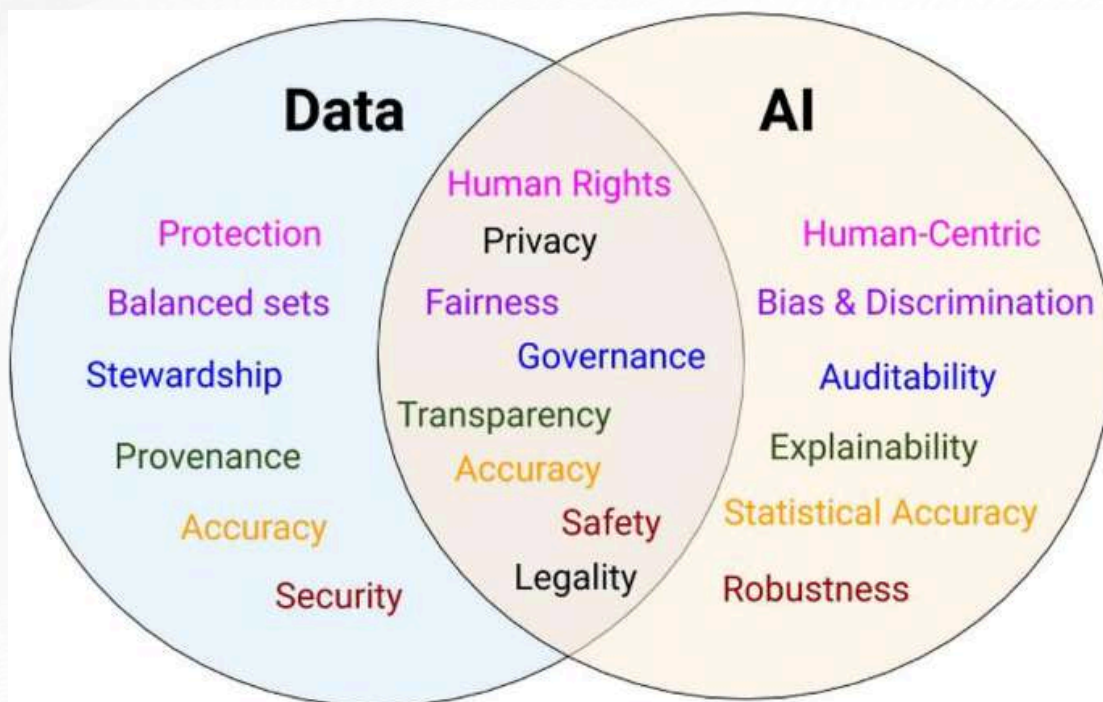 Data
AI
Human Rights
Protection
Privacy
Human-Centric
Balanced sets
Fairness
Bias & Discrimination
Governance
Stewardship
Auditability
Transparency
Provenance
Explainability
Accuracy
Accuracy
Statistical Accuracy
Safety
Security
Legality
Robustness